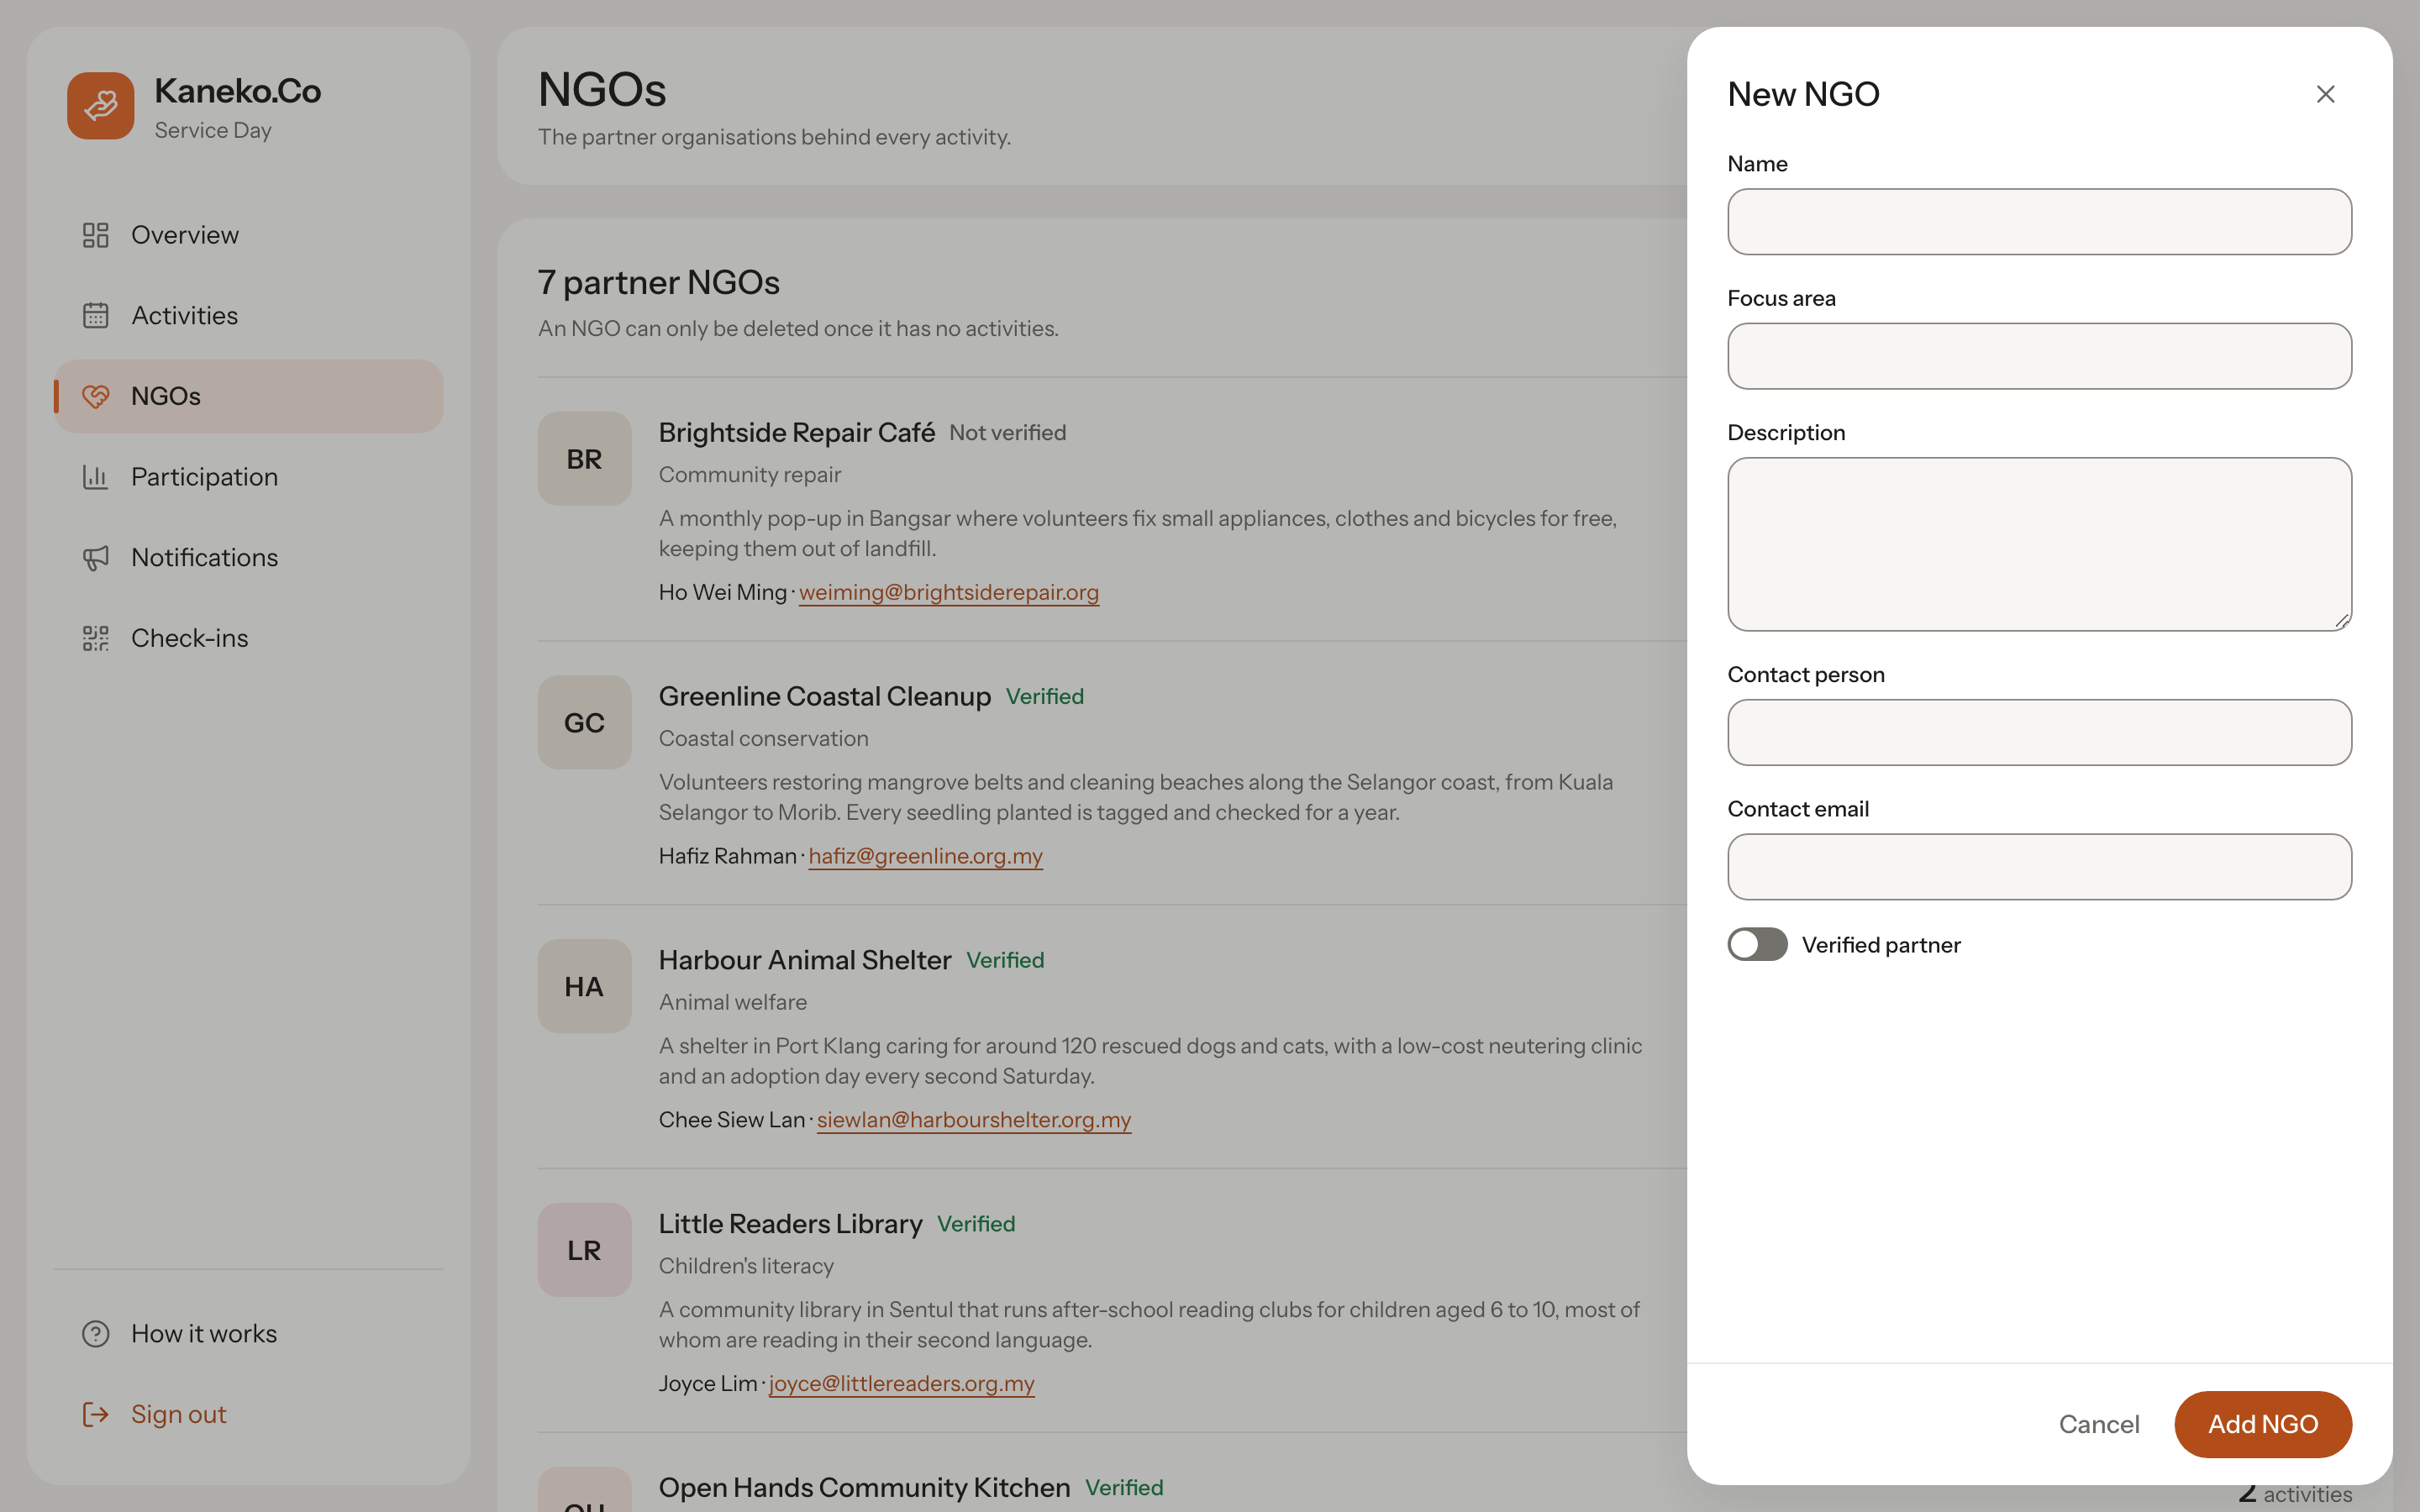 Kaneko.Co
Service Day
Overview
Activities
NGOs
Participation
Notifications
Check-ins
How it works
Sign out
NGOs
The partner organisations behind every activity.
7 partner NGOs
An NGO can only be deleted once it has no activities.
BR
Brightside Repair Café Not verified
Community repair
A monthly pop-up in Bangsar where volunteers fix small appliances, clothes and bicycles for free,
keeping them out of landfill.
Ho Wei Ming · weiming@brightsiderepair.org
GC
Greenline Coastal Cleanup Verified
Coastal conservation
Volunteers restoring mangrove belts and cleaning beaches along the Selangor coast, from Kuala
Selangor to Morib. Every seedling planted is tagged and checked for a year.
Hafiz Rahman · hafiz@greenline.org.my
HA
Harbour Animal Shelter Verified
Animal welfare
A shelter in Port Klang caring for around 120 rescued dogs and cats, with a low-cost neutering clinic
and an adoption day every second Saturday.
Chee Siew Lan · siewlan@harbourshelter.org.my
LR
Little Readers Library Verified
Children's literacy
A community library in Sentul that runs after-school reading clubs for children aged 6 to 10, most of
whom are reading in their second language.
Joyce Lim · joyce@littlereaders.org.my
OH
Open Hands Community Kitchen Verified
2 activities
New NGO
Name
Focus area
Description
Contact person
Contact email
Verified partner
Cancel
Add NGO